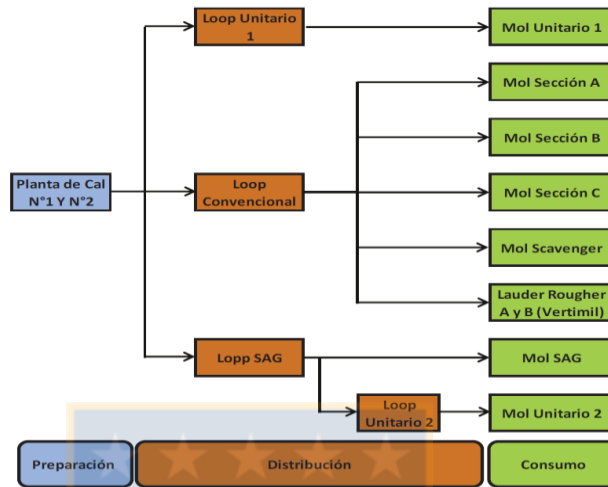 Loop Unitario
1
Mol Unitario 1
Mol Sección A
Mol Sección B
Planta de Cal
N°1 Y N°2
Loop
Convencional
Mol Sección C
Mol Scavenger
Lauder Rougher
A y B (Vertimil)
Lopp SAG
Mol SAG
Loop
Unitario 2
Mol Unitario 2
Preparación
Distribución
Consumo